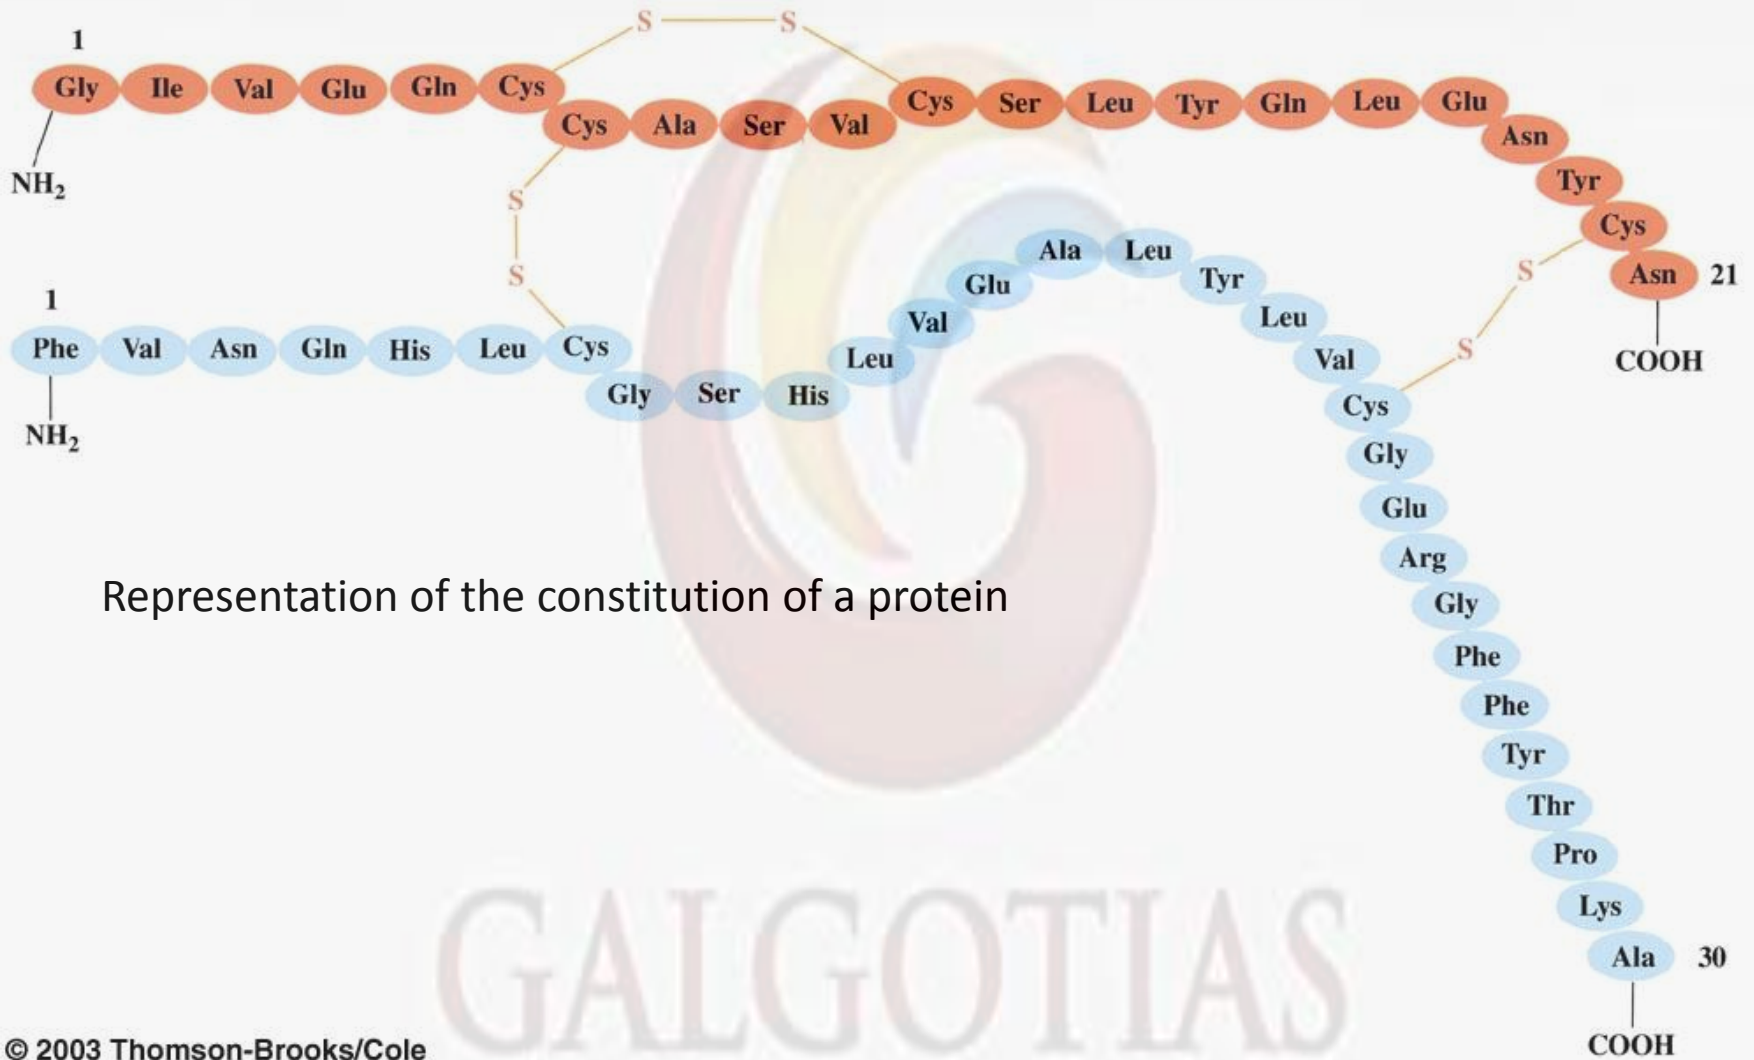 S S
1
Gly Ile Val Glu Gln Cys Cys Ala Ser Val Cys Ser Leu Tyr Gln Leu Glu Asn Tyr Cys Asn 21
NH₂
COOH
S
S
S
S
1
Phe Val Asn Gln His Leu Cys Gly Ser His Leu Val Glu Ala Leu Tyr Leu Val Cys Gly Glu Arg Gly Phe Phe Tyr Thr Pro Lys Ala 30
NH₂
COOH
Representation of the constitution of a protein
GALGOTIAS
© 2003 Thomson-Brooks/Cole